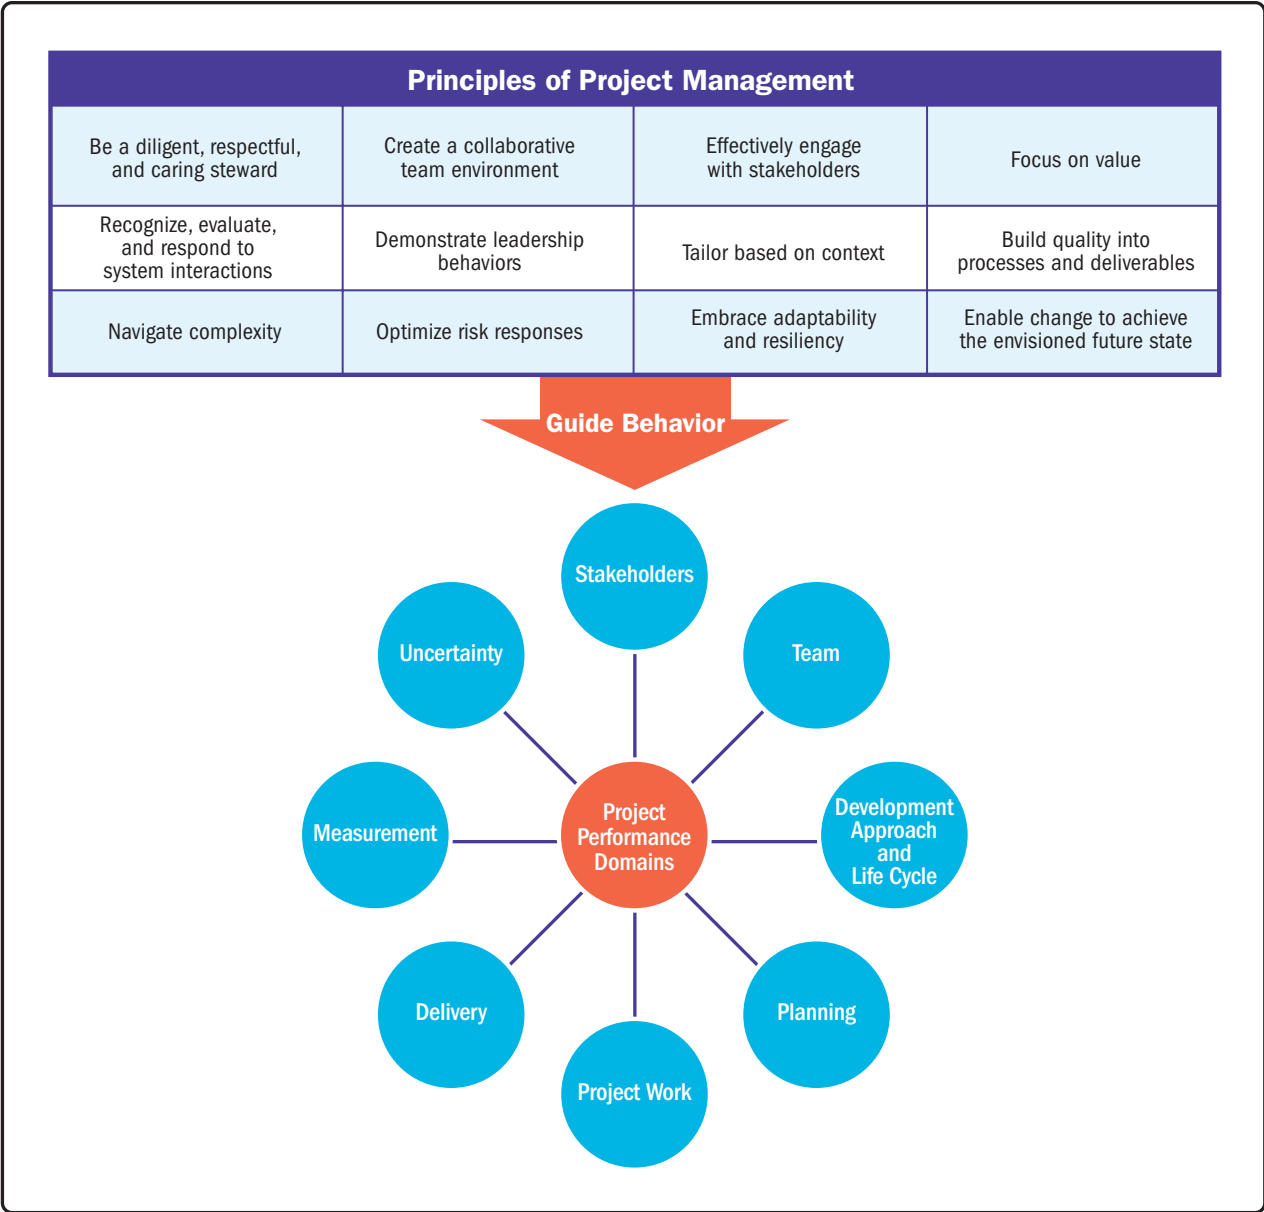 Principles of Project Management
Be a diligent, respectful,
and caring steward
Create a collaborative
team environment
Effectively engage
with stakeholders
Focus on value
Recognize, evaluate,
and respond to
system interactions
Demonstrate leadership
behaviors
Tailor based on context
Build quality into
processes and deliverables
Navigate complexity
Optimize risk responses
Embrace adaptability
and resiliency
Enable change to achieve
the envisioned future state
Guide Behavior
Stakeholders
Team
Development
Approach
and
Life Cycle
Planning
Project Work
Delivery
Measurement
Uncertainty
Project
Performance
Domains